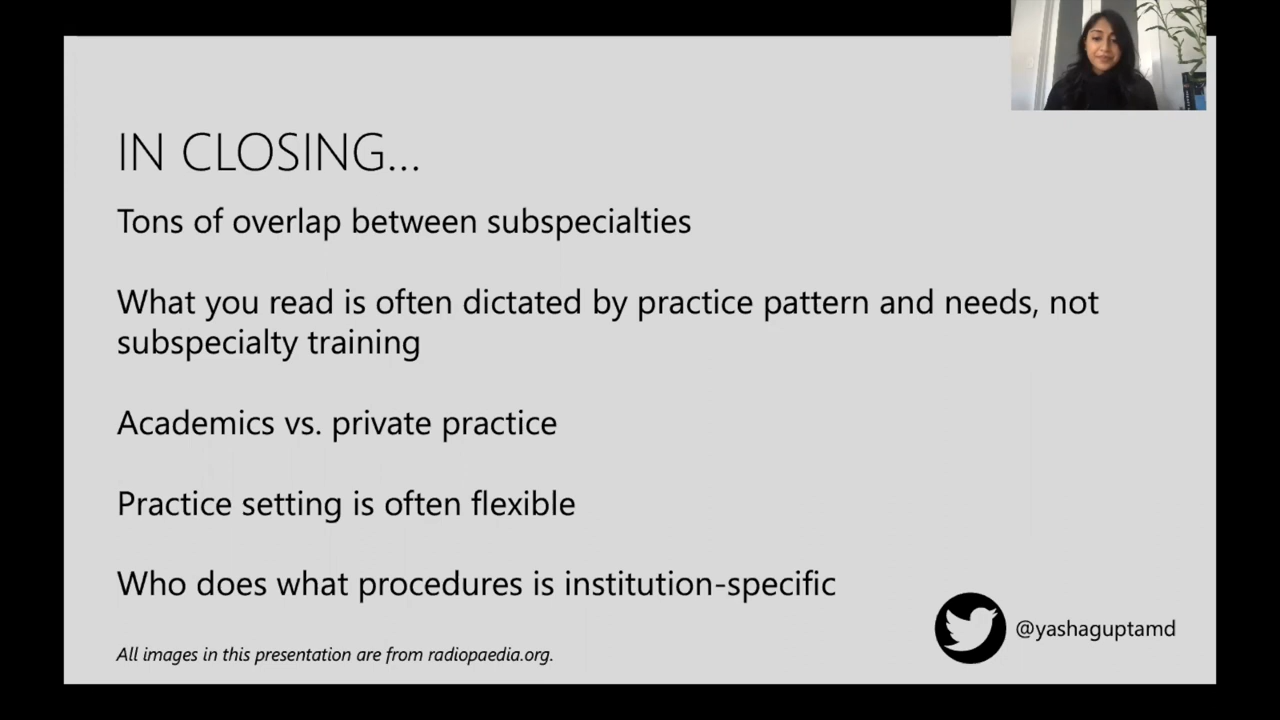 IN CLOSING...
Tons of overlap between subspecialties
What you read is often dictated by practice pattern and needs, not
subspecialty training
Academics vs. private practice
Practice setting is often flexible
Who does what procedures is institution-specific
@yashaguptamd
All images in this presentation are from radiopaedia.org.